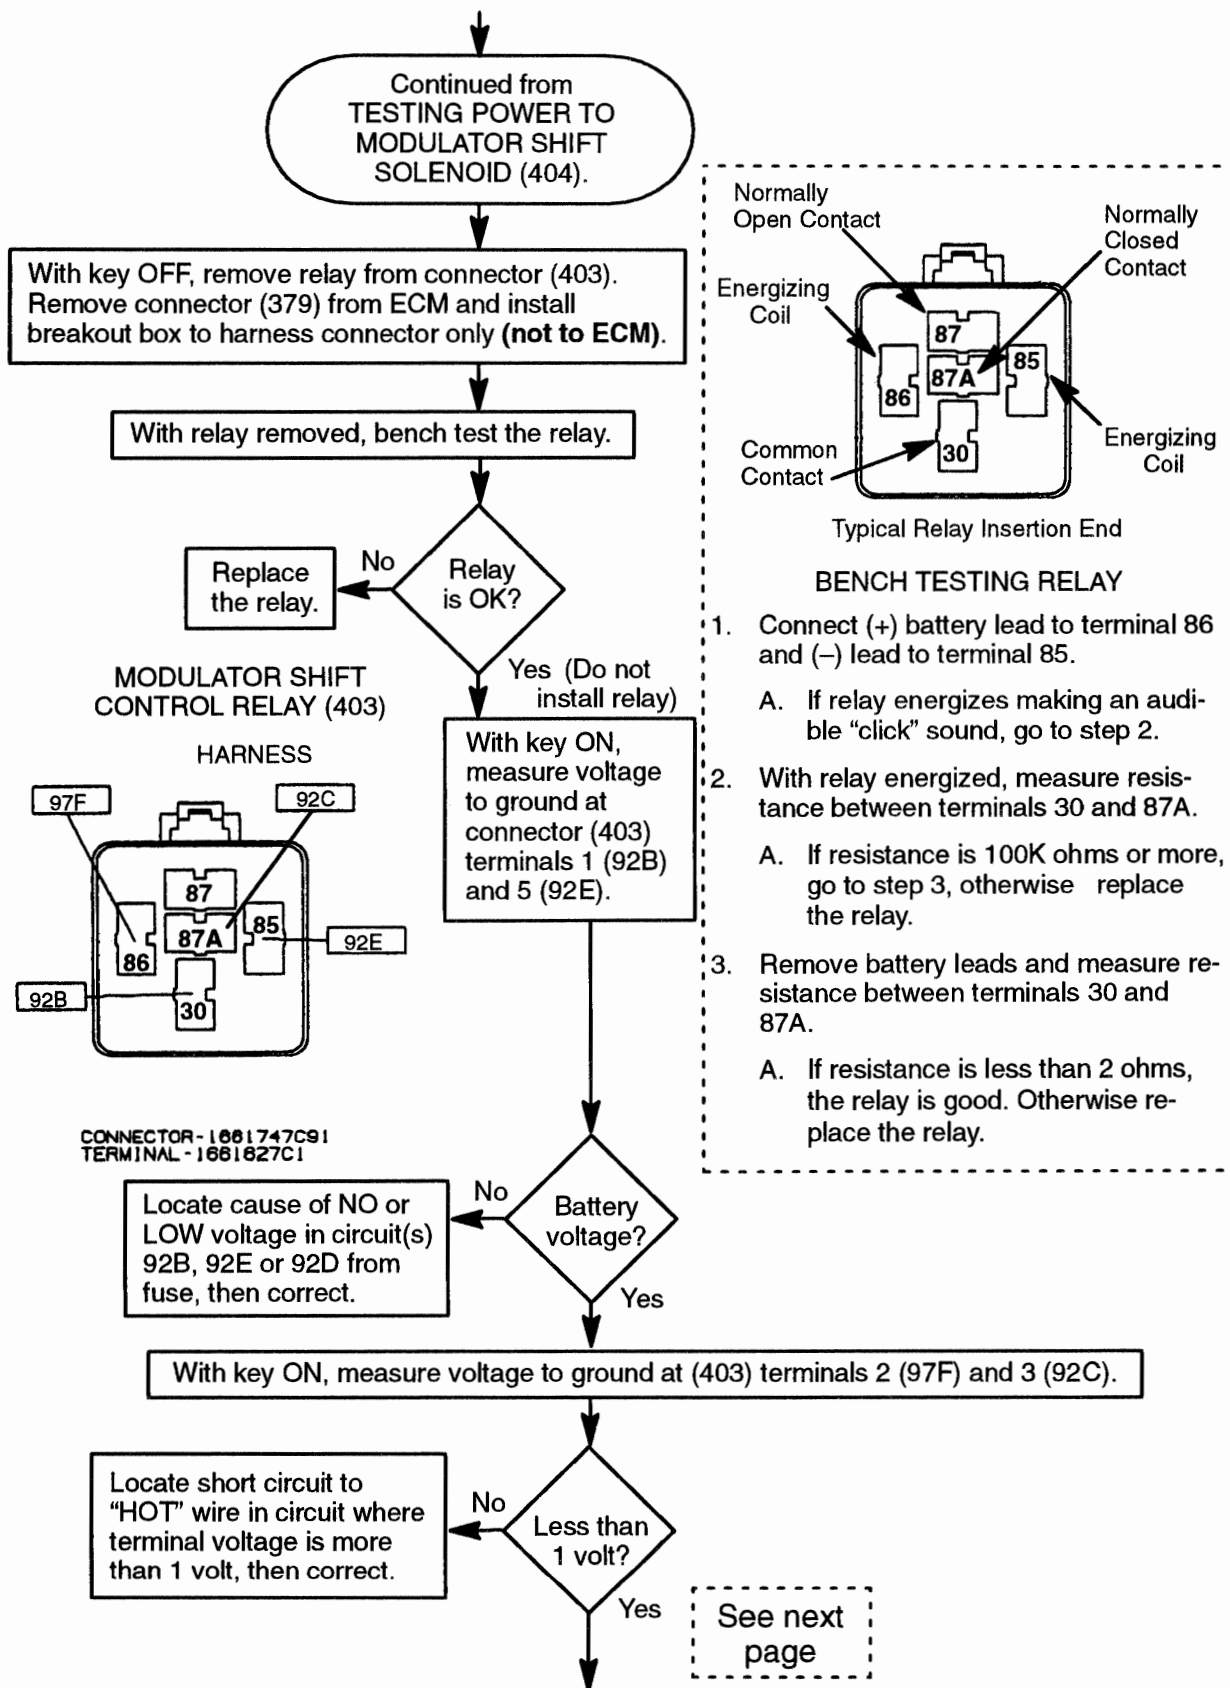 Continued from
TESTING POWER TO
MODULATOR SHIFT
SOLENOID (404).
With key OFF, remove relay from connector (403).
Remove connector (379) from ECM and install
breakout box to harness connector only (not to ECM).
With relay removed, bench test the relay.
Relay
is OK?
No
Replace
the relay.
Yes (Do not
install relay)
MODULATOR SHIFT
CONTROL RELAY (403)
HARNESS
97F
92C
87
87A
85
86
30
92E
92B
CONNECTOR-1661747C91
TERMINAL-1661827C1
With key ON,
measure voltage
to ground at
connector (403)
terminals 1 (92B)
and 5 (92E).
Normally
Open Contact
Normally
Closed
Contact
Energizing
Coil
87
87A
85
86
30
Common
Contact
Energizing
Coil
Typical Relay Insertion End
BENCH TESTING RELAY
1. Connect (+) battery lead to terminal 86
and (–) lead to terminal 85.
A. If relay energizes making an audi-
ble “click” sound, go to step 2.
2. With relay energized, measure resis-
tance between terminals 30 and 87A.
A. If resistance is 100K ohms or more,
go to step 3, otherwise replace
the relay.
3. Remove battery leads and measure re-
sistance between terminals 30 and
87A.
A. If resistance is less than 2 ohms,
the relay is good. Otherwise re-
place the relay.
Battery
voltage?
No
Locate cause of NO or
LOW voltage in circuit(s)
92B, 92E or 92D from
fuse, then correct.
Yes
With key ON, measure voltage to ground at (403) terminals 2 (97F) and 3 (92C).
Less than
1 volt?
No
Locate short circuit to
“HOT” wire in circuit where
terminal voltage is more
than 1 volt, then correct.
Yes
See next
page